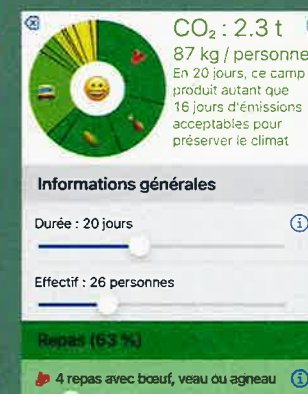 CO₂ : 2.3 t
87 kg / personne
En 20 jours, ce camp
produit autant que
16 jours d'émissions
acceptables pour
préserver le climat
Informations générales
Durée : 20 jours
Effectif : 26 personnes
Repas (63 %)
4 repas avec bœuf, veau ou agneau